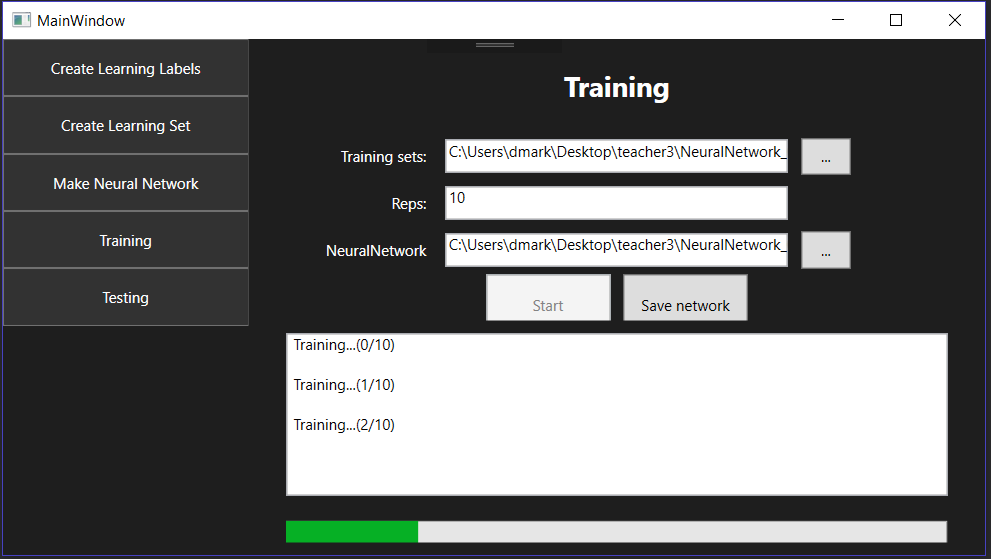 MainWindow
Create Learning Labels
Create Learning Set
Make Neural Network
Training
Testing
Training
Training sets: C:\Users\dmark\Desktop\teacher3\NeuralNetwork_ ...
Reps: 10
NeuralNetwork C:\Users\dmark\Desktop\teacher3\NeuralNetwork_ ...
Start Save network
Training...(0/10)
Training...(1/10)
Training...(2/10)